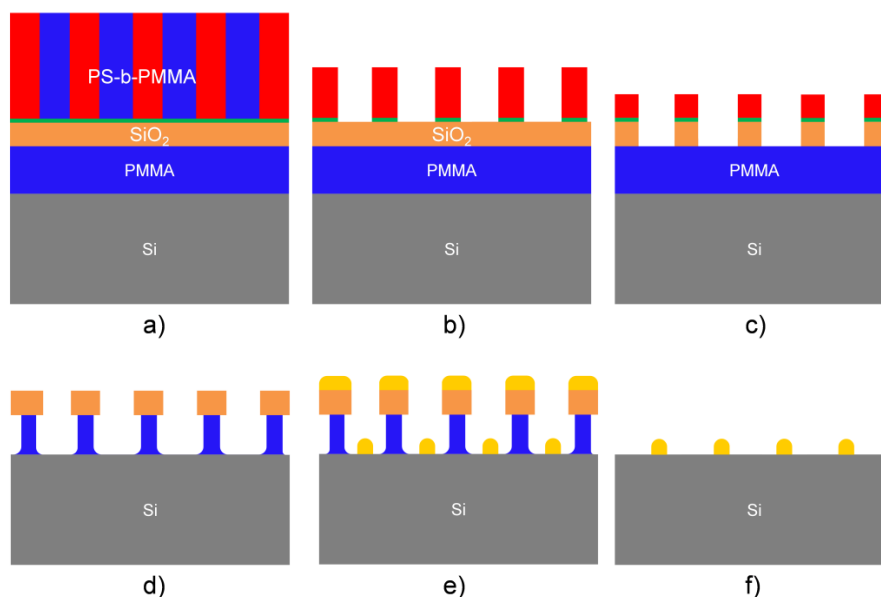 PS-b-PMMA
SiO₂
PMMA
Si
a)
SiO₂
PMMA
Si
b)
PMMA
Si
c)
Si
d)
Si
e)
Si
f)